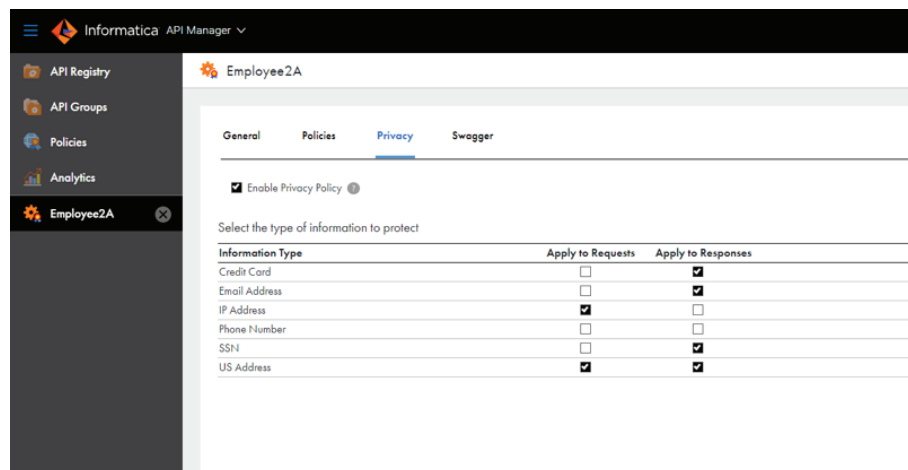 Informatica API Manager
API Registry
API Groups
Policies
Analytics
Employee2A
Employee2A
General Policies Privacy Swagger
Enable Privacy Policy ?
Select the type of information to protect
Information Type Apply to Requests Apply to Responses
Credit Card
Email Address
IP Address
Phone Number
SSN
US Address